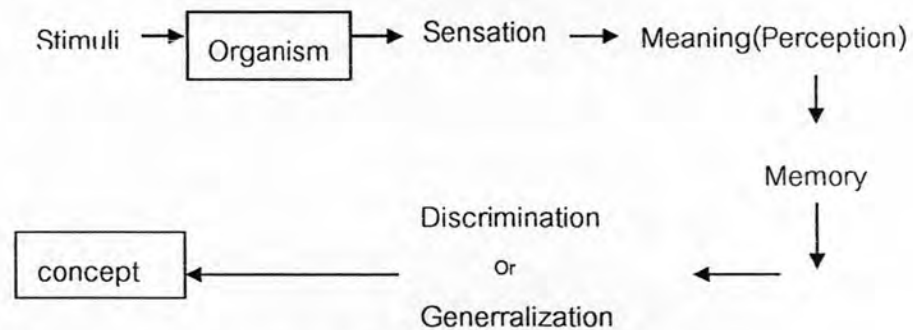 Stimuli
Organism
Sensation
Meaning(Perception)
Memory
Discrimination
Or
Generralization
concept